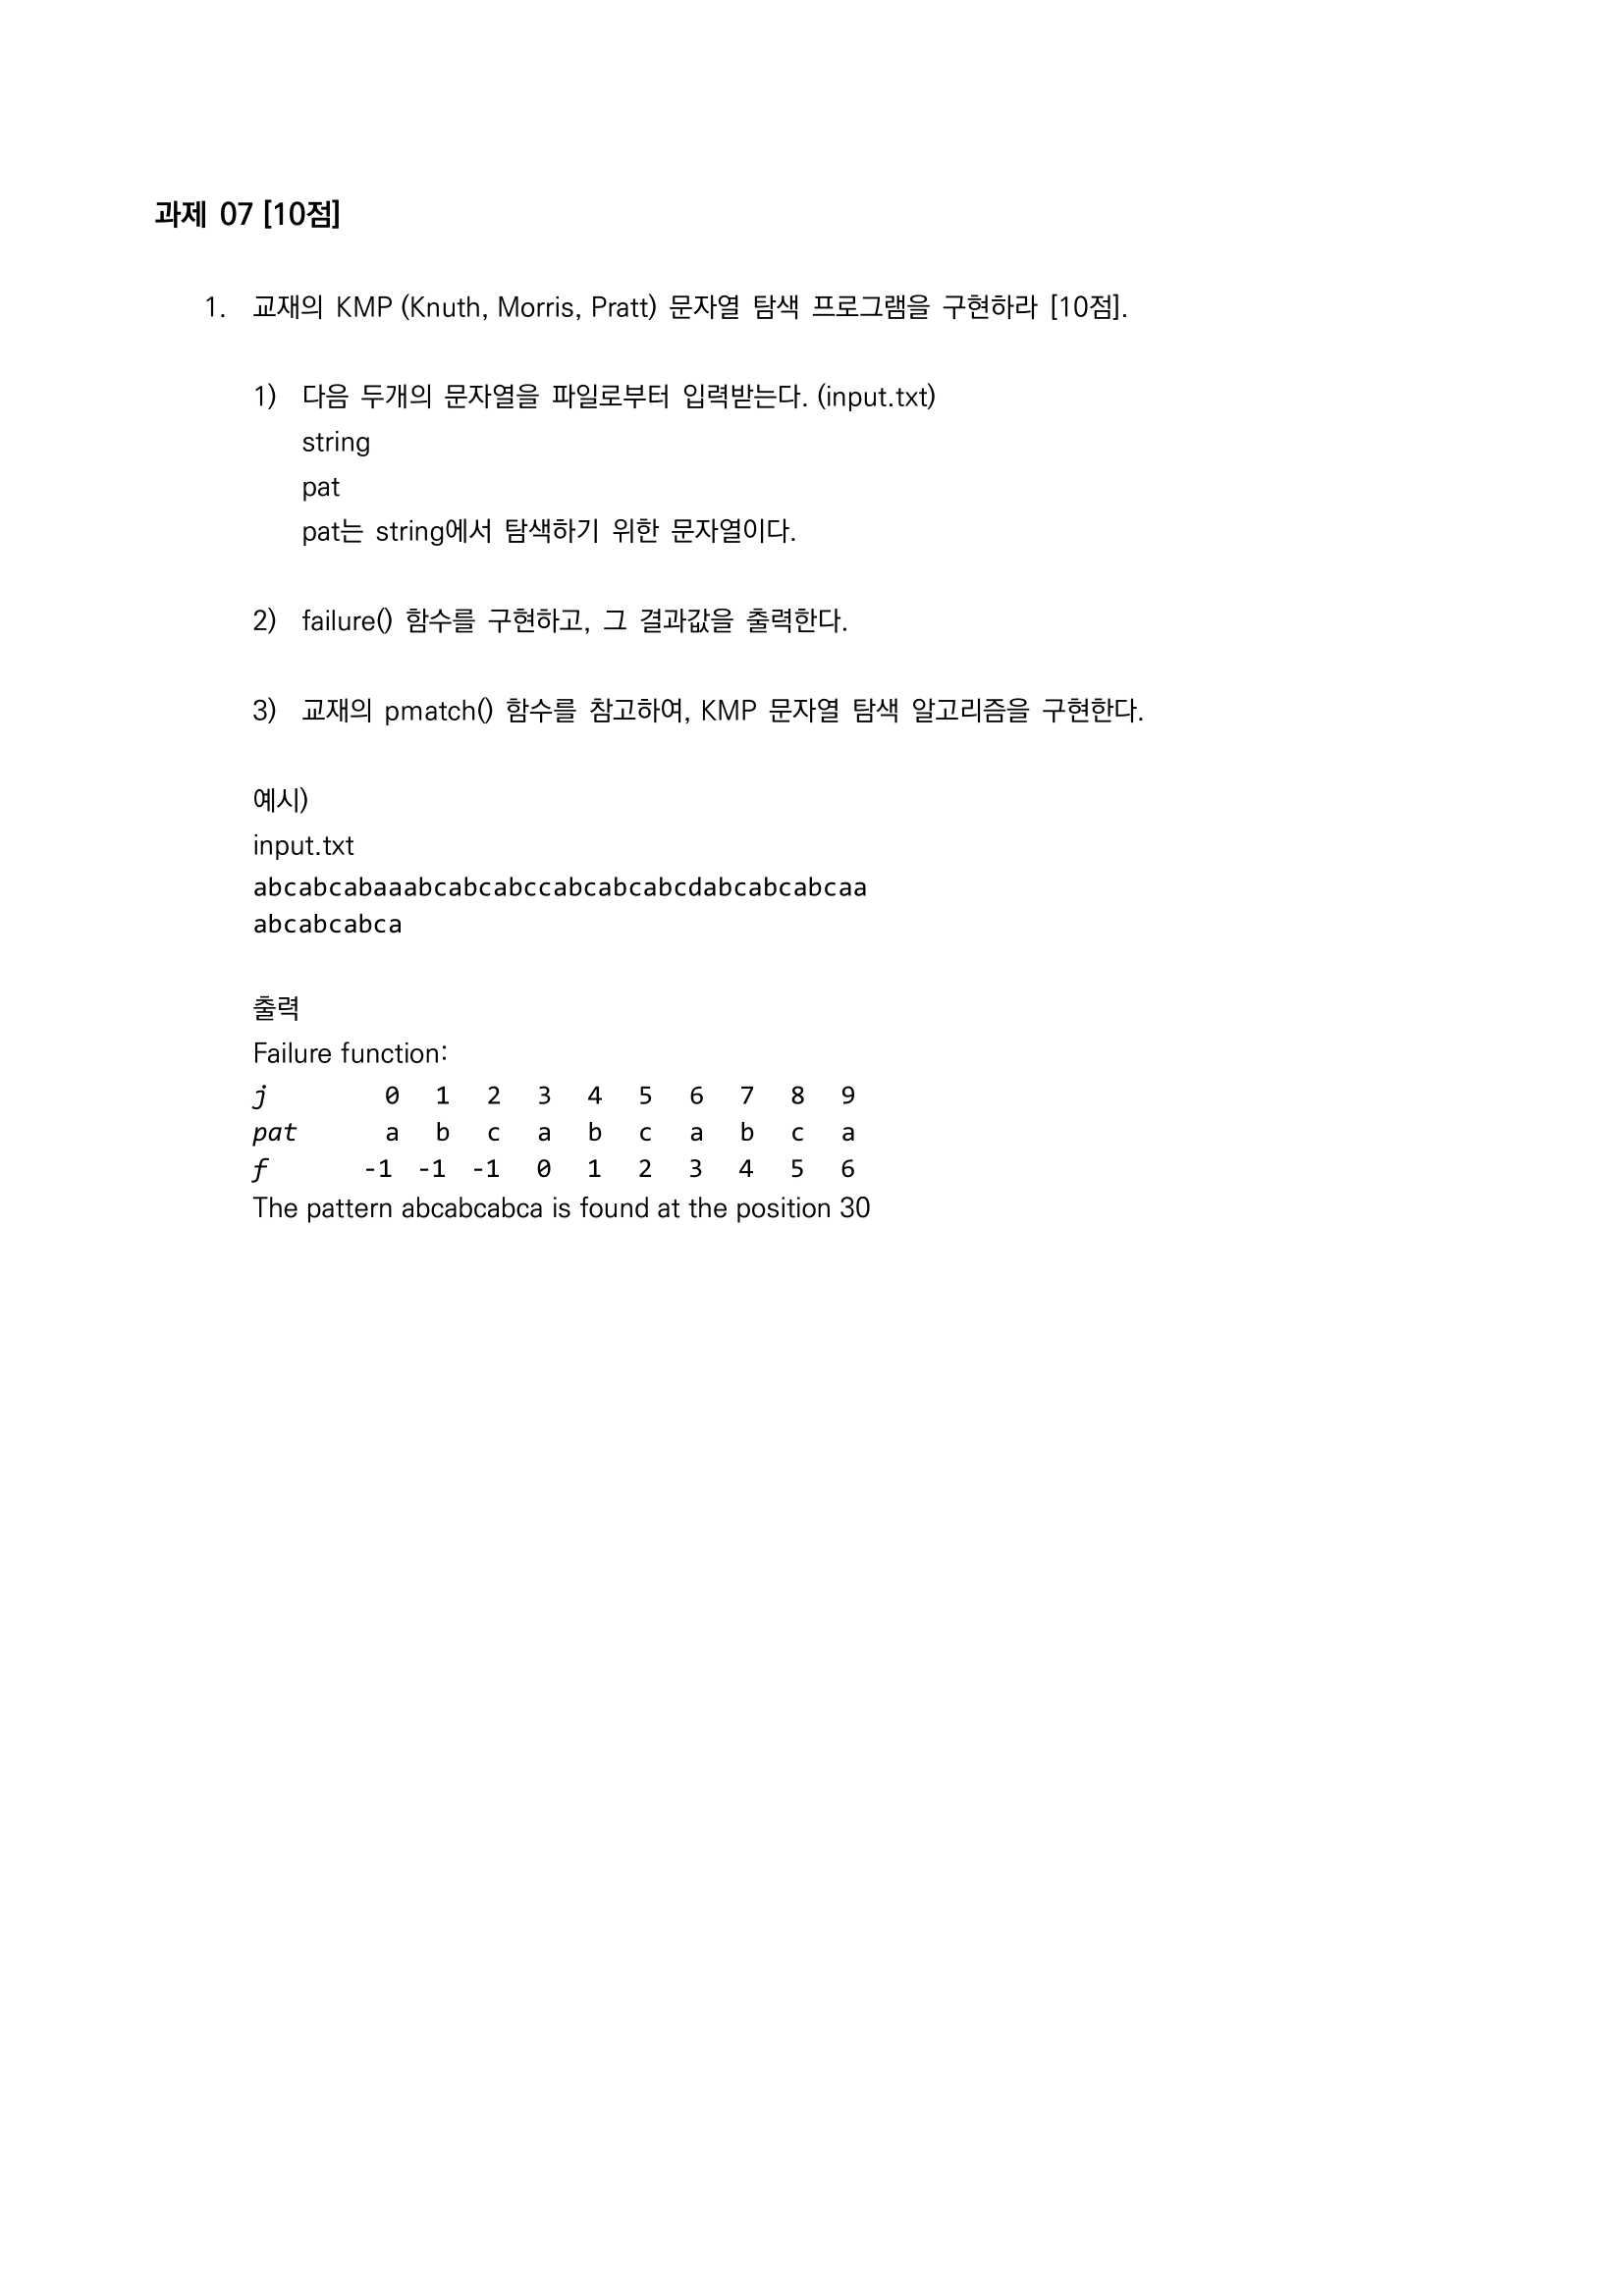 과제 07 [10점]
1. 교재의 KMP (Knuth, Morris, Pratt) 문자열 탐색 프로그램을 구현하라 [10점].
1) 다음 두개의 문자열을 파일로부터 입력받는다. (input.txt)
string
pat
pat는 string에서 탐색하기 위한 문자열이다.
2) failure() 함수를 구현하고, 그 결과값을 출력한다.
3) 교재의 pmatch() 함수를 참고하여, KMP 문자열 탐색 알고리즘을 구현한다.
예시)
input.txt
abcabcabaaabcabcabccabcabcabcdabcabcabcaa
abcabcabca
출력
Failure function:
j 0 1 2 3 4 5 6 7 8 9
pat a b c a b c a b c a
f -1 -1 -1 0 1 2 3 4 5 6
The pattern abcabcabca is found at the position 30